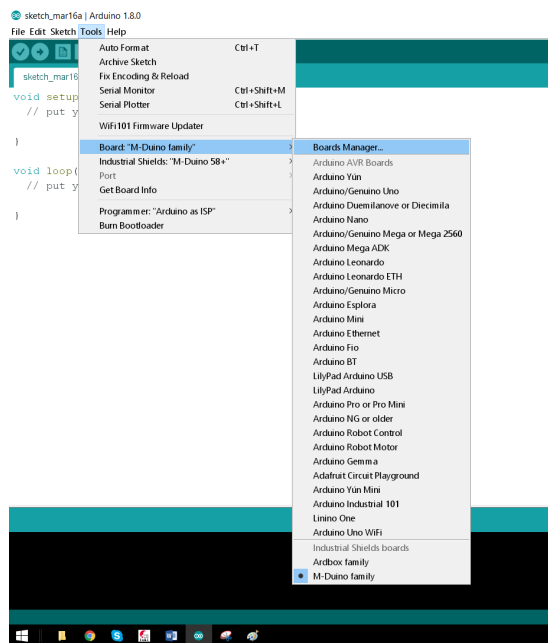 sketch_mar16a | Arduino 1.8.0
File Edit Sketch Tools Help
sketch_mar16
void setup
// put y
}
void loop(
// put y
}
Auto Format Ctrl+T
Archive Sketch
Fix Encoding & Reload
Serial Monitor Ctrl+Shift+M
Serial Plotter Ctrl+Shift+L
WiFi101 Firmware Updater
Board: "M-Duino family"
Industrial Shields: "M-Duino 58+"
Port
Get Board Info
Programmer: "Arduino as ISP"
Burn Bootloader
Boards Manager...
Arduino AVR Boards
Arduino Yún
Arduino/Genuino Uno
Arduino Duemilanove or Diecimila
Arduino Nano
Arduino/Genuino Mega or Mega 2560
Arduino Mega ADK
Arduino Leonardo
Arduino Leonardo ETH
Arduino/Genuino Micro
Arduino Esplora
Arduino Mini
Arduino Ethernet
Arduino Fio
Arduino BT
LilyPad Arduino USB
LilyPad Arduino
Arduino Pro or Pro Mini
Arduino NG or older
Arduino Robot Control
Arduino Robot Motor
Arduino Gemma
Adafruit Circuit Playground
Arduino Yún Mini
Arduino Industrial 101
Linino One
Arduino Uno WiFi
Industrial Shields boards
Ardbox family
M-Duino family